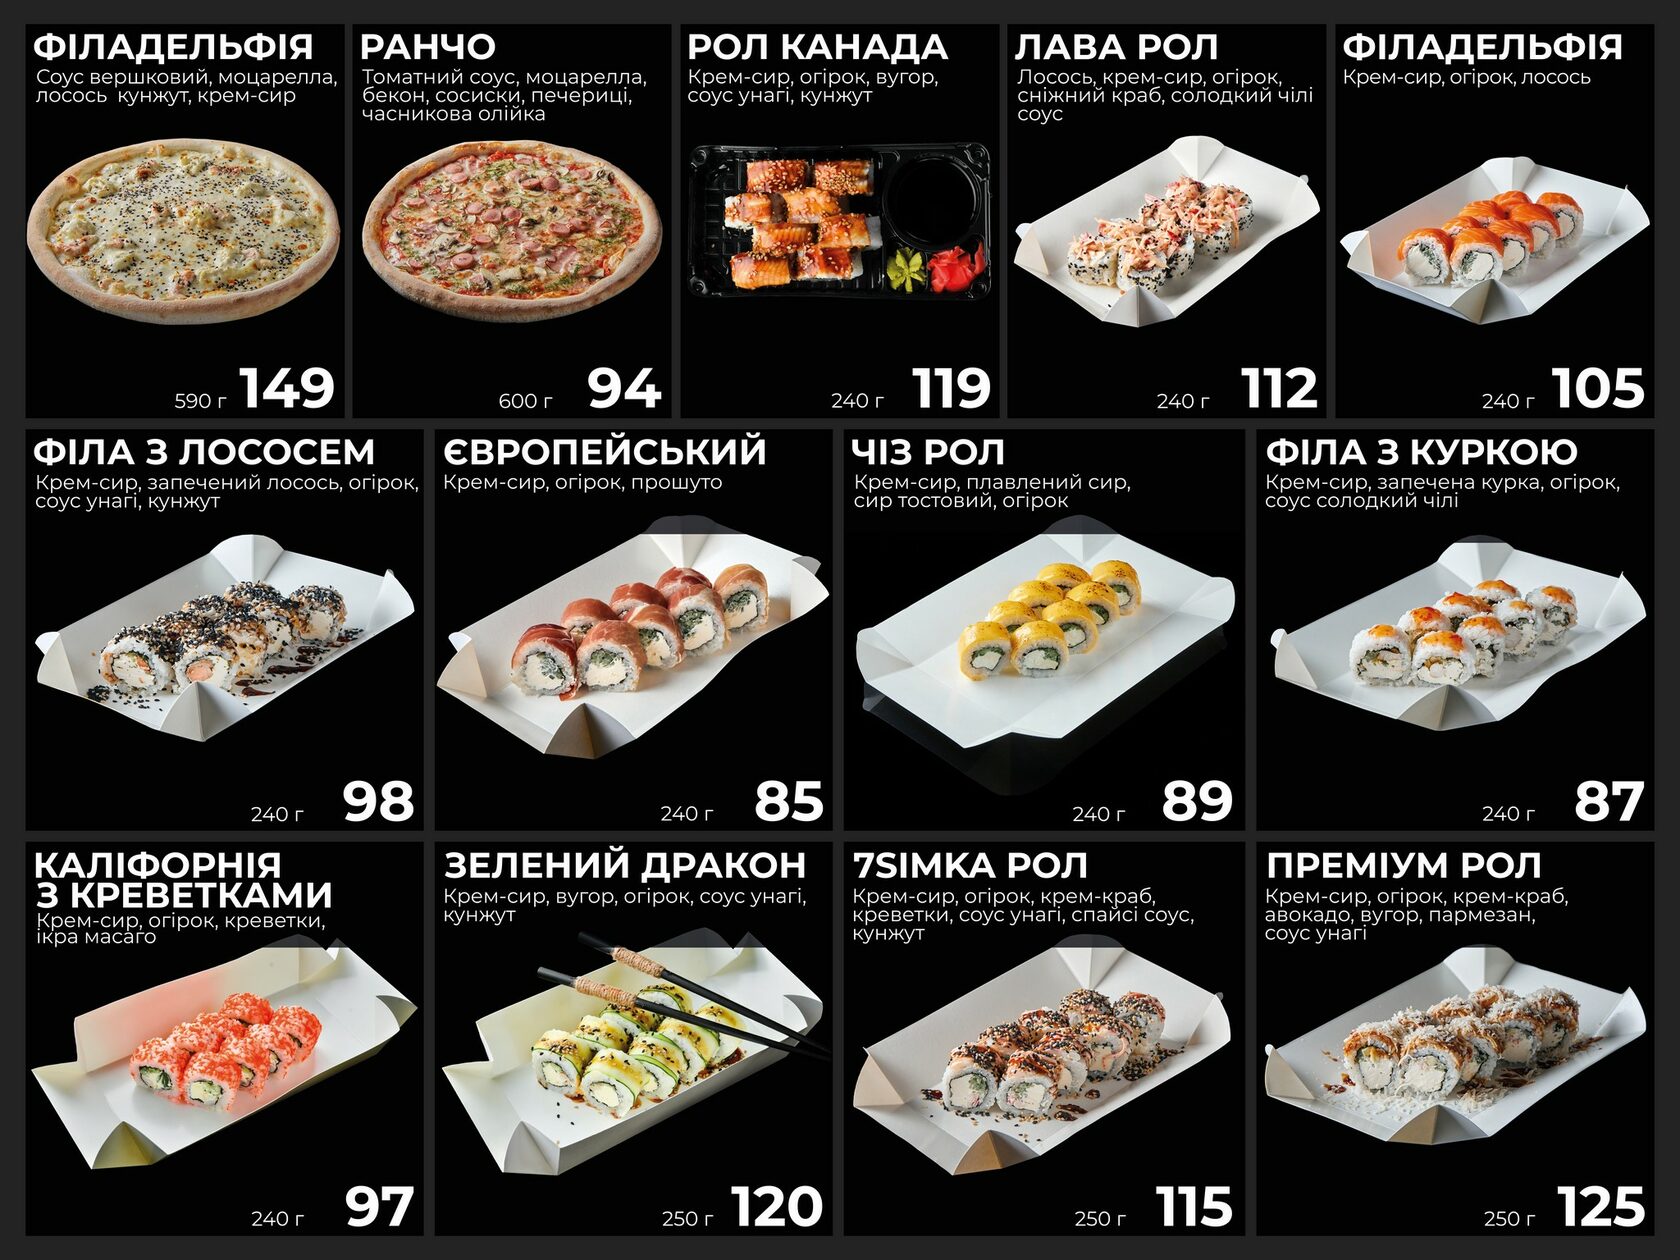 ФІЛАДЕЛЬФІЯ
Соус вершковий, моцарелла,
лосось кунжут, крем-сир
590 г 149
РАНЧО
Томатний соус, моцарелла,
бекон, сосиски, печериці,
часникова олійка
600 г 94
РОЛ КАНАДА
Крем-сир, огірок, вугор,
соус унагі, кунжут
240 г 119
ЛАВА РОЛ
Лосось, крем-сир, огірок,
сніжний краб, солодкий чілі
соус
240 г 112
ФІЛАДЕЛЬФІЯ
Крем-сир, огірок, лосось
240 г 105
ФІЛА З ЛОСОСЕМ
Крем-сир, запечений лосось, огірок,
соус унагі, кунжут
240 г 98
ЄВРОПЕЙСЬКИЙ
Крем-сир, огірок, прошуто
240 г 85
ЧІЗ РОЛ
Крем-сир, плавлений сир,
сир тостовий, огірок
240 г 89
ФІЛА З КУРКОЮ
Крем-сир, запечена курка, огірок,
соус солодкий чілі
240 г 87
КАЛІФОРНІЯ
З КРЕВЕТКАМИ
Крем-сир, огірок, креветки,
ікра масаго
240 г 97
ЗЕЛЕНИЙ ДРАКОН
Крем-сир, вугор, огірок, соус унагі,
кунжут
250 г 120
7SIMKA РОЛ
Крем-сир, огірок, крем-краб,
креветки, соус унагі, спайсі соус,
кунжут
250 г 115
ПРЕМІУМ РОЛ
Крем-сир, огірок, крем-краб,
авокадо, вугор, пармезан,
соус унагі
250 г 125